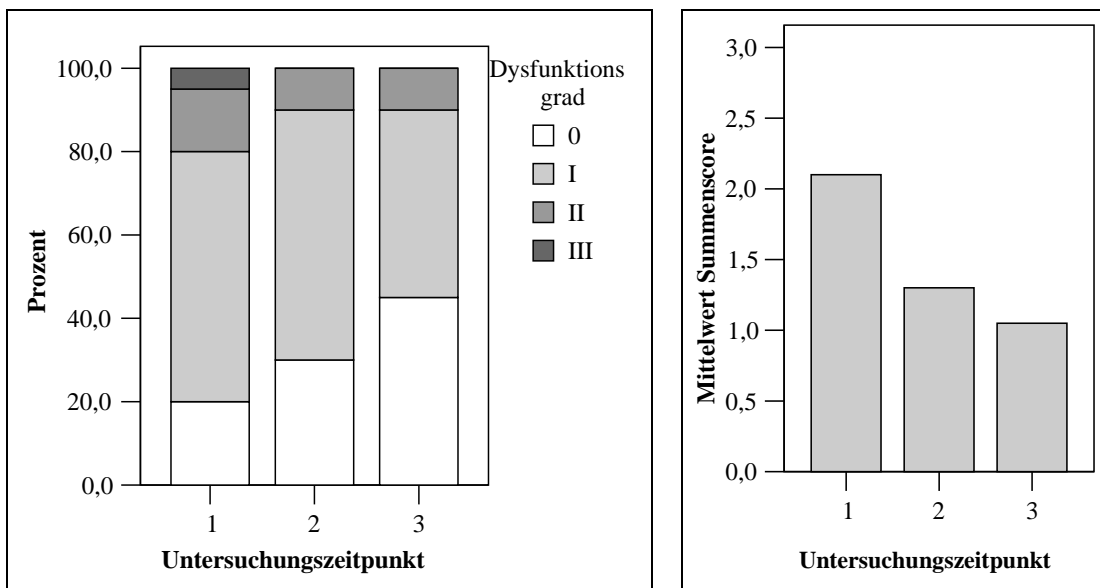 Dysfunktions
grad
0
I
II
III
100,0
80,0
60,0
40,0
20,0
0,0
Prozent
1 2 3
Untersuchungszeitpunkt
3,0
2,5
2,0
1,5
1,0
0,5
0,0
Mittelwert Summenscore
1 2 3
Untersuchungszeitpunkt